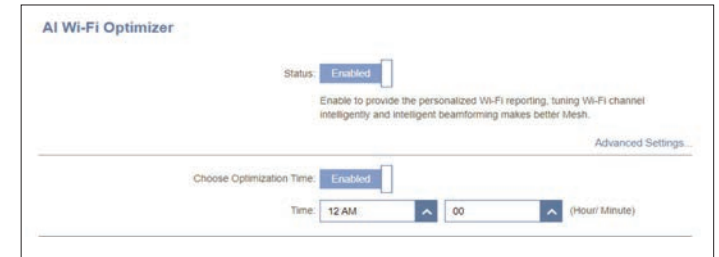 AI Wi-Fi Optimizer
Status: Enabled
Enable to provide the personalized Wi-Fi reporting, tuning Wi-Fi channel
intelligently and intelligent beamforming makes better Mesh.
Advanced Settings...
Choose Optimization Time: Enabled
Time: 12 AM 00 (Hour/ Minute)